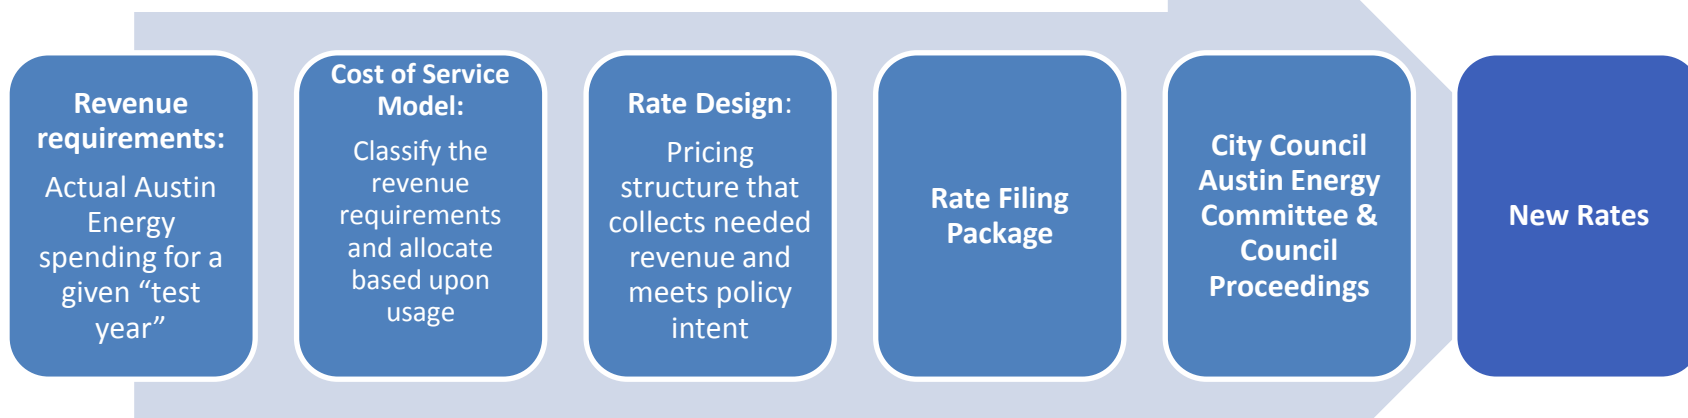 Revenue
requirements:
Actual Austin
Energy
spending for a
given “test
year”
Cost of Service
Model:
Classify the
revenue
requirements
and allocate
based upon
usage
Rate Design:
Pricing
structure that
collects needed
revenue and
meets policy
intent
Rate Filing
Package
City Council
Austin Energy
Committee &
Council
Proceedings
New Rates